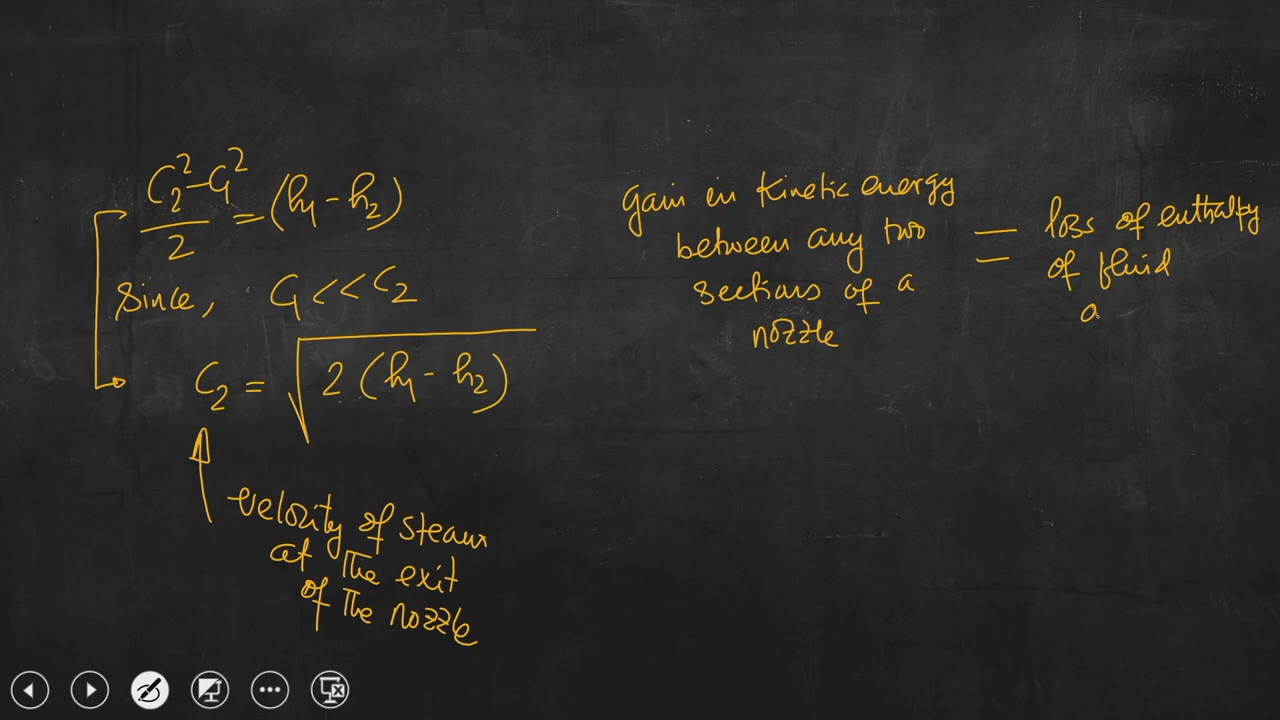 C₂² - C₁² / 2 = (h₁ - h₂)
Since, C₁ << C₂
C₂ = √2 (h₁ - h₂)
velocity of steam
at The exit
of The nozzle
Gain in Kinetic energy
between any two
sections of a
nozzle
=
loss of enthalpy
of fluid
a